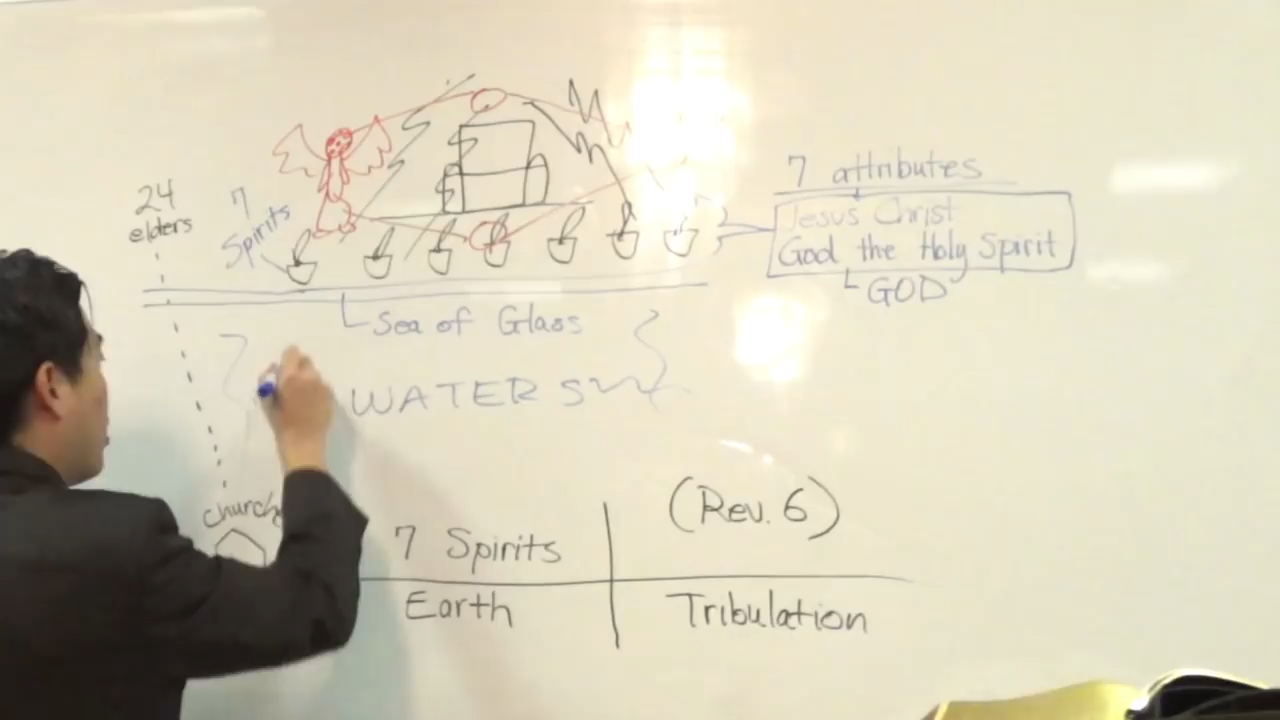 24
elders
7
Spirits
7 attributes
Jesus Christ
God the Holy Spirit
GOD
Sea of Glass
WATERS
church
(Rev. 6)
7 Spirits
Earth
Tribulation